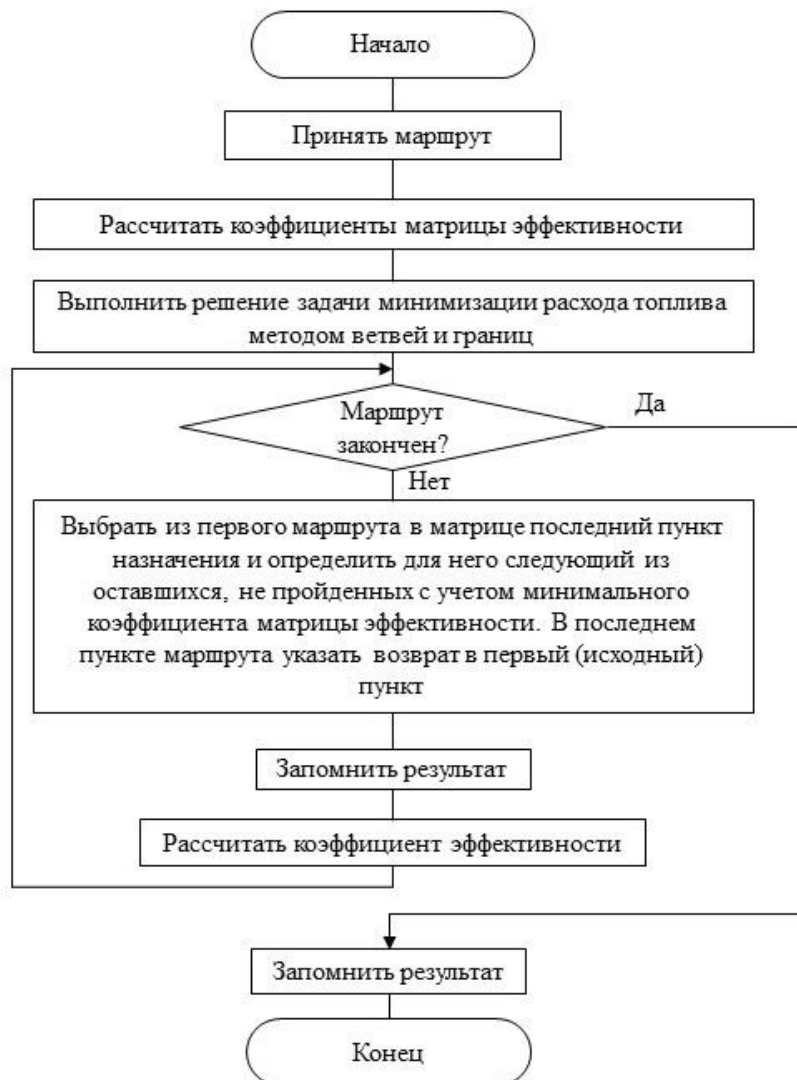 Начало
Принять маршрут
Рассчитать коэффициенты матрицы эффективности
Выполнить решение задачи минимизации расхода топлива
методом ветвей и границ
Маршрут
закончен?
Да
Нет
Выбрать из первого маршрута в матрице последний пункт
назначения и определить для него следующий из
оставшихся, не пройденных с учетом минимального
коэффициента матрицы эффективности. В последнем
пункте маршрута указать возврат в первый (исходный)
пункт
Запомнить результат
Рассчитать коэффициент эффективности
Запомнить результат
Конец